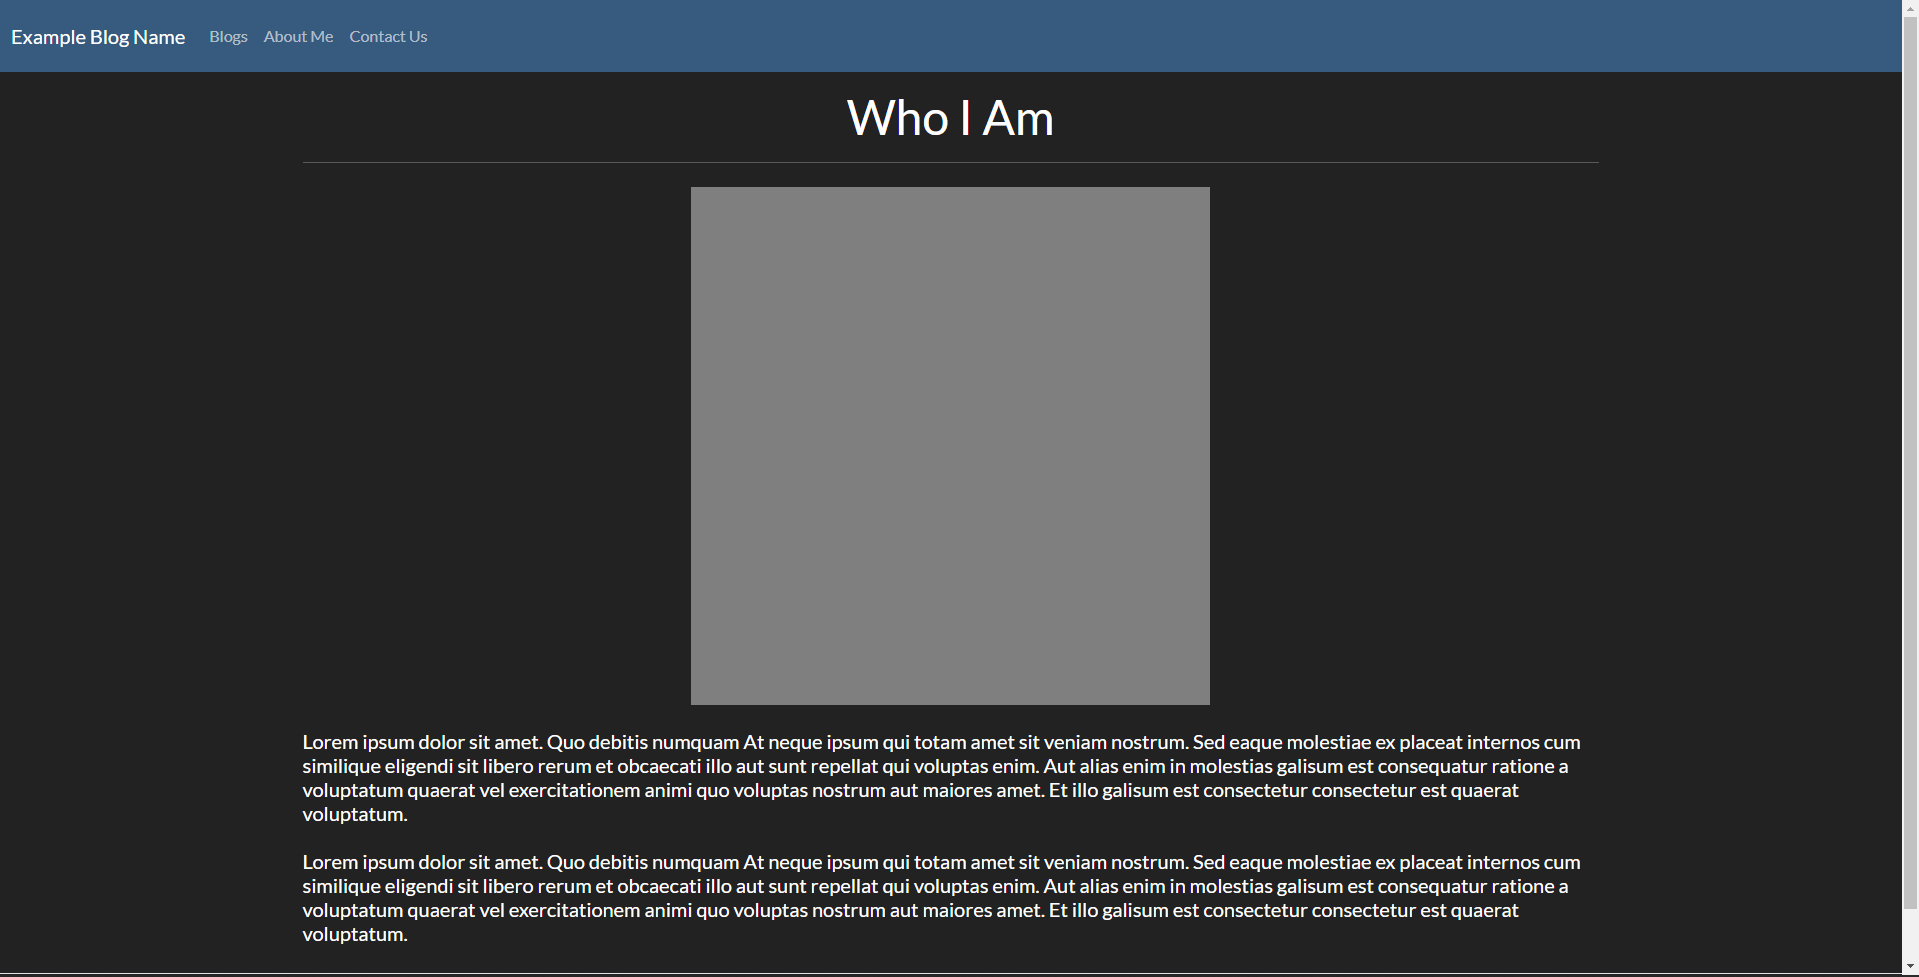 Example Blog Name Blogs About Me Contact Us
Who I Am
Lorem ipsum dolor sit amet. Quo debitis numquam At neque ipsum qui totam amet sit veniam nostrum. Sed eaque molestiae ex placeat internos cum
similique eligendi sit libero rerum et obcaecati illo aut sunt repellat qui voluptas enim. Aut alias enim in molestias galisum est consequatur ratione a
voluptatum quaerat vel exercitationem animi quo voluptas nostrum aut maiores amet. Et illo galisum est consectetur consectetur est quaerat
voluptatum.
Lorem ipsum dolor sit amet. Quo debitis numquam At neque ipsum qui totam amet sit veniam nostrum. Sed eaque molestiae ex placeat internos cum
similique eligendi sit libero rerum et obcaecati illo aut sunt repellat qui voluptas enim. Aut alias enim in molestias galisum est consequatur ratione a
voluptatum quaerat vel exercitationem animi quo voluptas nostrum aut maiores amet. Et illo galisum est consectetur consectetur est quaerat
voluptatum.